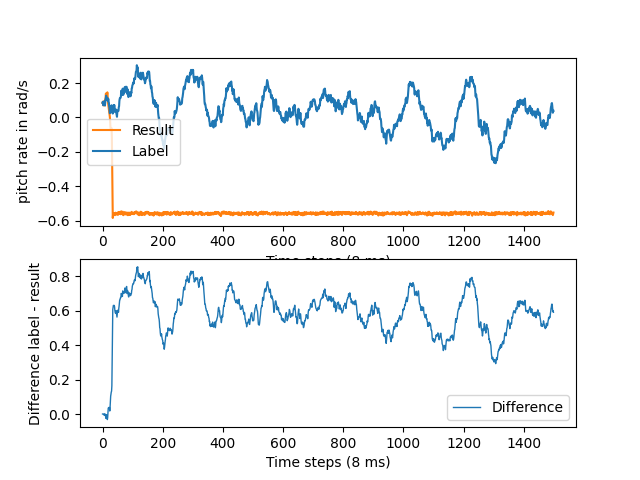 0.2
0.0
−0.2
−0.4
−0.6
pitch rate in rad/s
Result
Label
0 200 400 600 800 1000 1200 1400
Time steps (8 ms)
0.8
0.6
0.4
0.2
0.0
Difference label - result
Difference
0 200 400 600 800 1000 1200 1400
Time steps (8 ms)